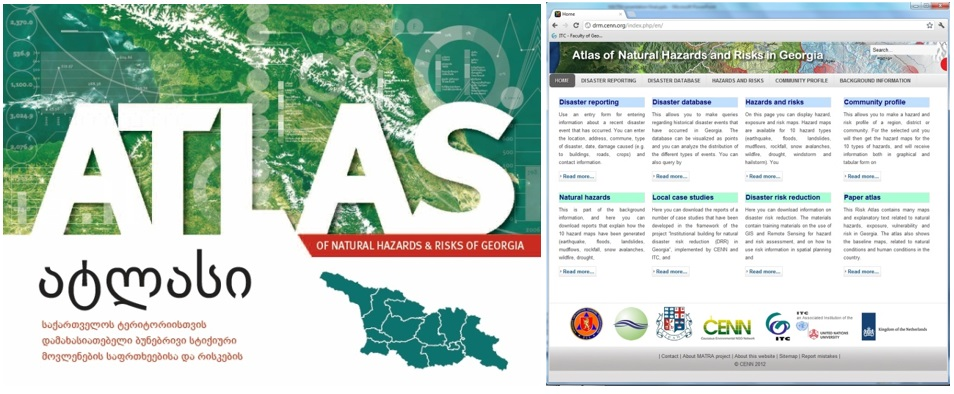 ATLAS
OF NATURAL HAZARDS & RISKS OF GEORGIA
ატლასი
საქართველოს ტერიტორიისთვის
დამახასიათებელი ბუნებრივი სტიქიური
მოვლენების საფრთხეებისა და რისკების
Home
drm.cenn.org/index.php/en/
ITC - Faculty of Geo...
Atlas of Natural Hazards and Risks in Georgia
Search...
HOME DISASTER REPORTING DISASTER DATABASE HAZARDS AND RISKS COMMUNITY PROFILE BACKGROUND INFORMATION
Disaster reporting
Use an entry form for entering
information about a recent disaster
event that has occurred. You can enter
the location, address, commune, type
of disaster, date, damage caused (e.g.
to buildings, roads, crops) and
contact information.
Read more...
Disaster database
This allows you to make queries
regarding historical disaster events that
have occurred in Georgia. The
database can be visualized as points
and you can analyze the distribution of
the different types of events. You can
also query by
Read more...
Hazards and risks
On this page you can display hazard,
exposure and risk maps. Hazard maps
are available for 10 hazard types
(earthquake, floods, landslides,
mudflows, rockfall, snow avalanches,
wildfire, drought, windstorm and
hailstorm). You
Read more...
Community profile
This allows you to make a hazard and
risk profile of a region, district or
community. For the selected unit you
will then get the hazard maps for the
10 types of hazards, and will receive
information both in graphical and
tabular form on
Read more...
Natural hazards
This is part of the background
information, and here you can
download reports that explain how the
10 hazard maps have been generated
(earthquake, floods, landslides,
mudflows, rockfall, snow avalanches,
wildfire, drought,
Read more...
Local case studies
Here you can download the reports of
a number of case studies that have
been developed in the framework of the
project "Institutional building for natural
disaster risk reduction (DRR) in
Georgia", implemented by CENN and
ITC, and
Read more...
Disaster risk reduction
Here you can download information on
disaster risk reduction. The materials
contain training materials on the use of
GIS and Remote Sensing for hazard
and risk assessment, and on how to
use risk information in spatial planning
and
Read more...
Paper atlas
This Risk Atlas contains many maps
and explanatory text related to natural
hazards, exposure, vulnerability and
risk in Georgia. The atlas also shows
the baseline maps, related to natural
conditions and human conditions in the
country.
Read more...
CENN
Caucasus Environmental NGO Network
ITC
ITC
an Associated Institution of the
UNITED NATIONS
UNIVERSITY
Kingdom of the Netherlands
| Contact | About MATRA project | About this website | Sitemap | Report mistakes |
© CENN 2012